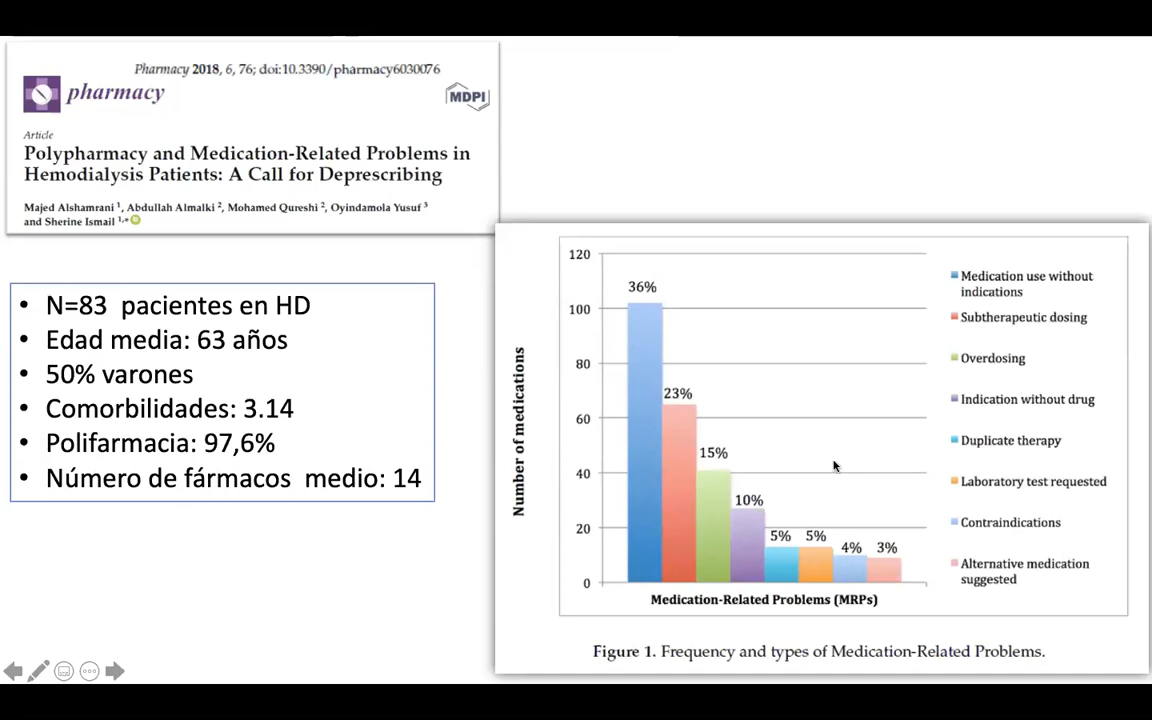 Pharmacy 2018, 6, 76; doi:10.3390/pharmacy6030076
pharmacy
MDPI
Article
Polypharmacy and Medication-Related Problems in
Hemodialysis Patients: A Call for Deprescribing
Majed Alshamrani 1, Abdullah Almalki 2, Mohamed Qureshi 2, Oyindamola Yusuf 3
and Sherine Ismail 1,*
• N=83 pacientes en HD
• Edad media: 63 años
• 50% varones
• Comorbilidades: 3.14
• Polifarmacia: 97,6%
• Número de fármacos medio: 14
Number of medications
120
100
80
60
40
20
0
36%
23%
15%
10%
5%
5%
4%
3%
Medication-Related Problems (MRPs)
Medication use without
indications
Subtherapeutic dosing
Overdosing
Indication without drug
Duplicate therapy
Laboratory test requested
Contraindications
Alternative medication
suggested
Figure 1. Frequency and types of Medication-Related Problems.